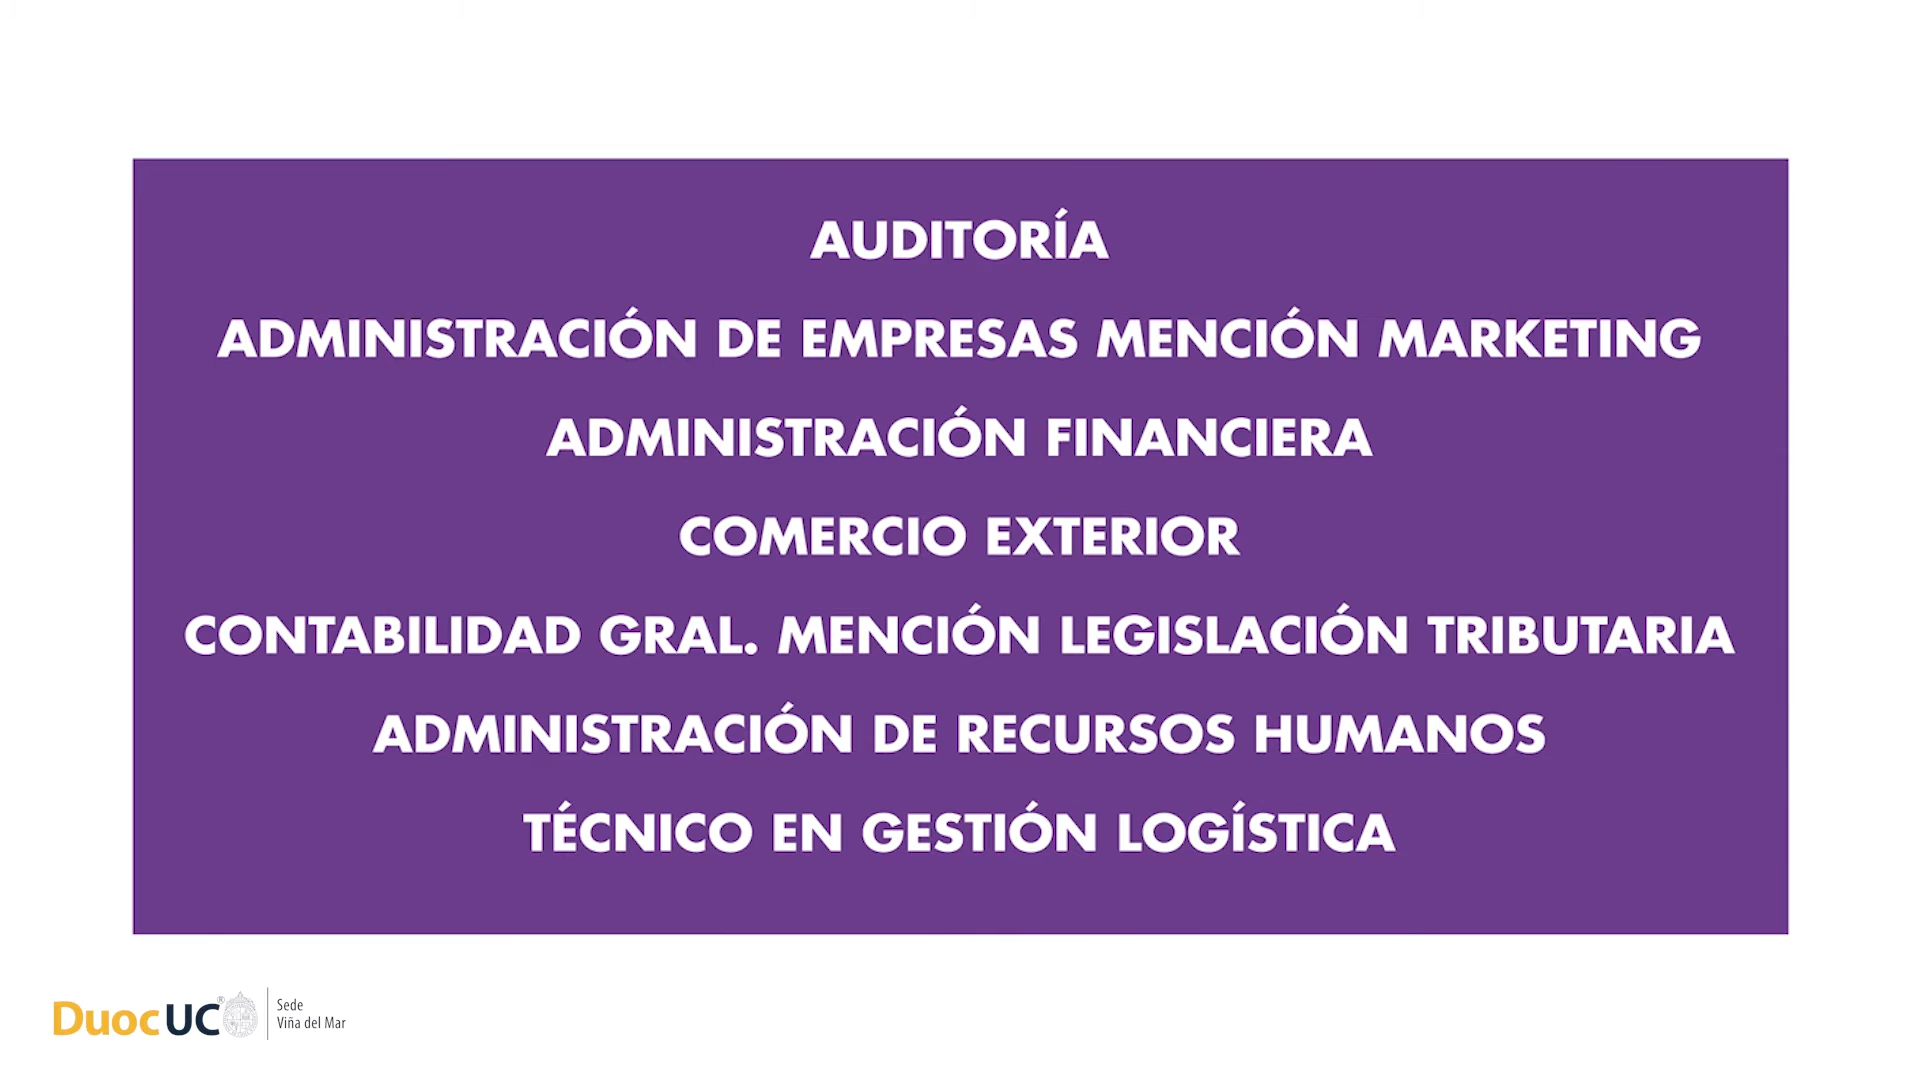 AUDITORÍA
ADMINISTRACIÓN DE EMPRESAS MENCIÓN MARKETING
ADMINISTRACIÓN FINANCIERA
COMERCIO EXTERIOR
CONTABILIDAD GRAL. MENCIÓN LEGISLACIÓN TRIBUTARIA
ADMINISTRACIÓN DE RECURSOS HUMANOS
TÉCNICO EN GESTIÓN LOGÍSTICA
DuocUC®
Sede
Viña del Mar